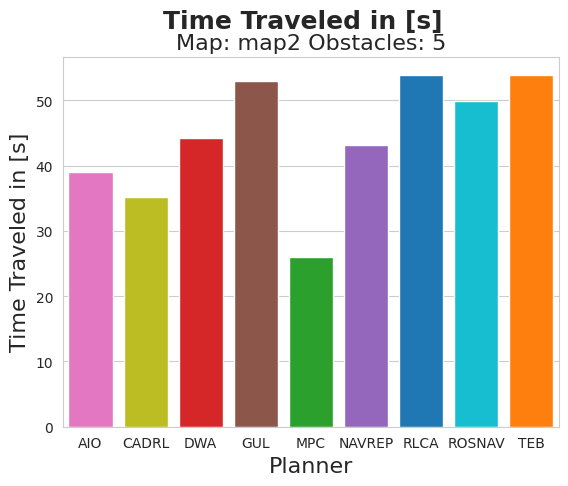 Time Traveled in [s]
Map: map2 Obstacles: 5
Time Traveled in [s]
50
40
30
20
10
0
AIO CADRL DWA GUL MPC NAVREP RLCA ROSNAV TEB
Planner